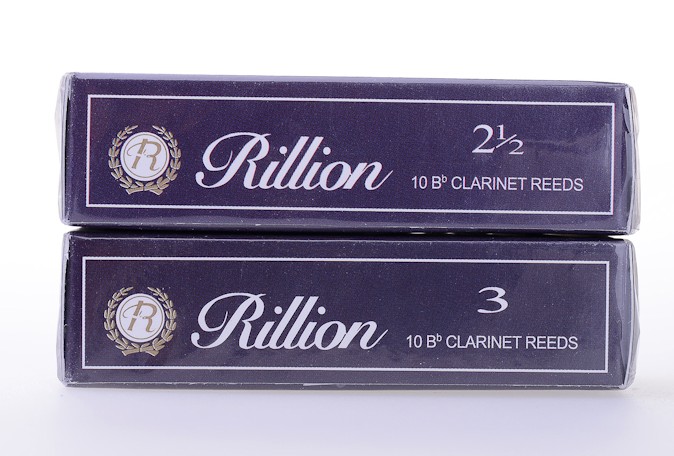 R
Rillion
2½
10 B♭ CLARINET REEDS
R
Rillion
3
10 B♭ CLARINET REEDS